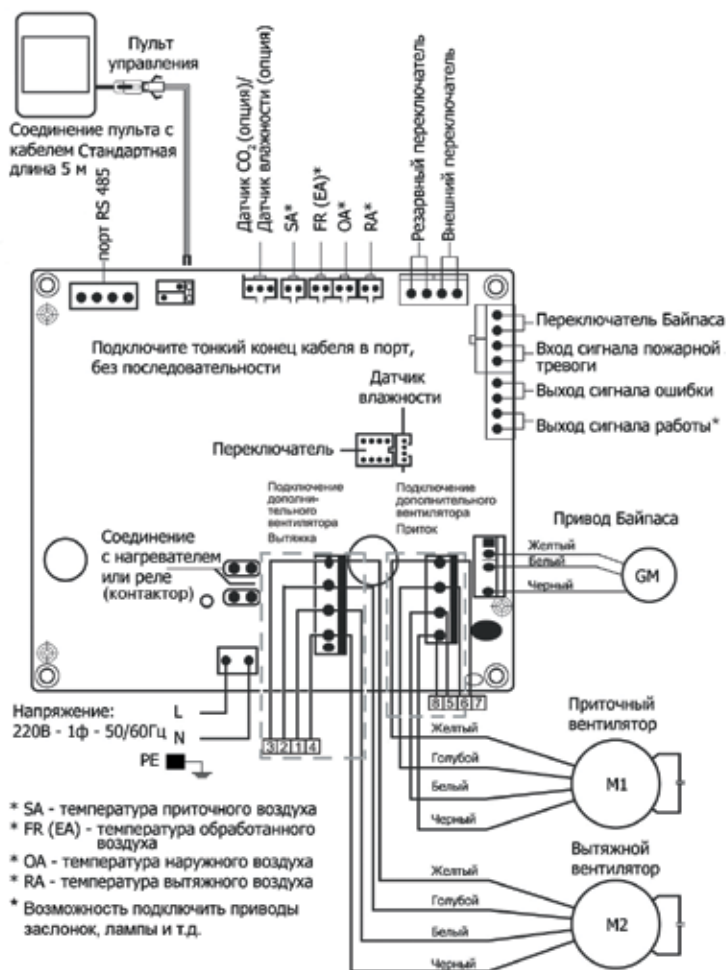 Пульт
управления
Соединение пульта с
кабелем Стандартная
длина 5 м
порт RS 485
Датчик CO2 (опция)/
Датчик влажности (опция)
SA*
FR (EA)*
OA*
RA*
Резарвный переключатель
Внешний переключатель
Переключатель Байпаса
Вход сигнала пожарной
тревоги
Выход сигнала ошибки
Выход сигнала работы*
Подключите тонкий конец кабеля в порт,
без последовательности
Датчик
влажности
Переключатель
Подключение
дополни-
тельного
вентилятора
Вытяжка
Подключение
дополнительного
вентилятора
Приток
Привод Байпаса
Желтый
Белый
Черный
GM
Соединение
с нагревателем
или реле
(контактор)
Напряжение:
220В - 1ф - 50/60Гц
L
N
PE
3 2 1 4
8 5 6 7
Приточный
вентилятор
Желтый
Голубой
Белый
Черный
M1
Вытяжной
вентилятор
Желтый
Голубой
Белый
Черный
M2
* SA - температура приточного воздуха
* FR (EA) - температура обработанного
воздуха
* OA - температура наружного воздуха
* RA - температура вытяжного воздуха
* Возможность подключить приводы
заслонок, лампы и т.д.